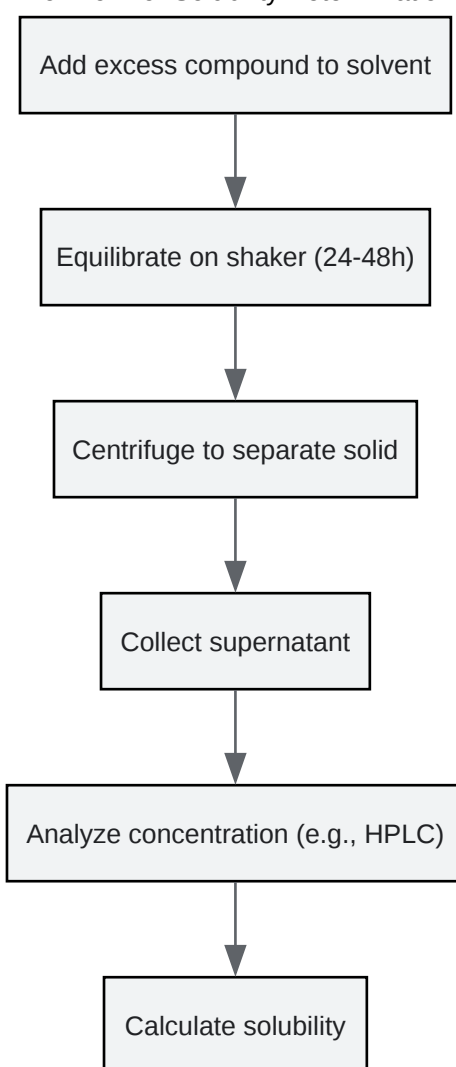 Add excess compound to solvent
Equilibrate on shaker (24-48h)
Centrifuge to separate solid
Collect supernatant
Analyze concentration (e.g., HPLC)
Calculate solubility